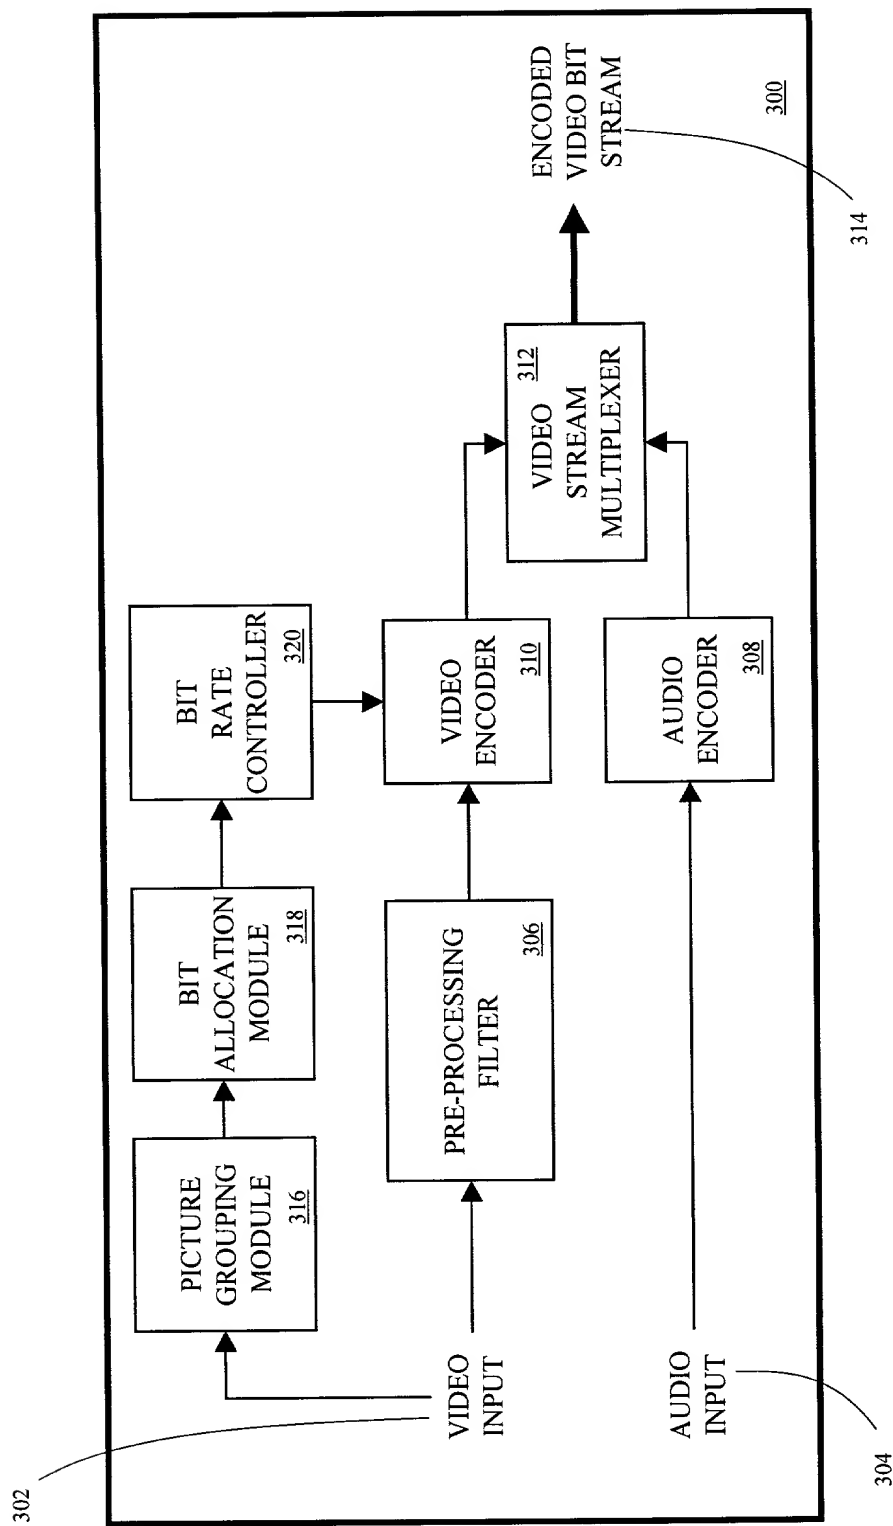 302
VIDEO
INPUT
AUDIO
INPUT
304
PICTURE
GROUPING
MODULE
316
BIT
ALLOCATION
MODULE
318
BIT
RATE
CONTROLLER
320
PRE-PROCESSING
FILTER
306
VIDEO
ENCODER
310
AUDIO
ENCODER
308
VIDEO
STREAM
MULTIPLEXER
312
ENCODED
VIDEO BIT
STREAM
314
300